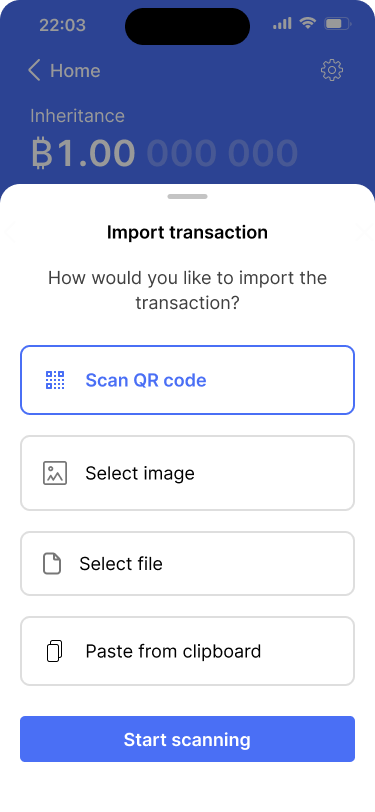 22:03
Home
Inheritance
₿1.00 000 000
Import transaction
How would you like to import the
transaction?
Scan QR code
Select image
Select file
Paste from clipboard
Start scanning